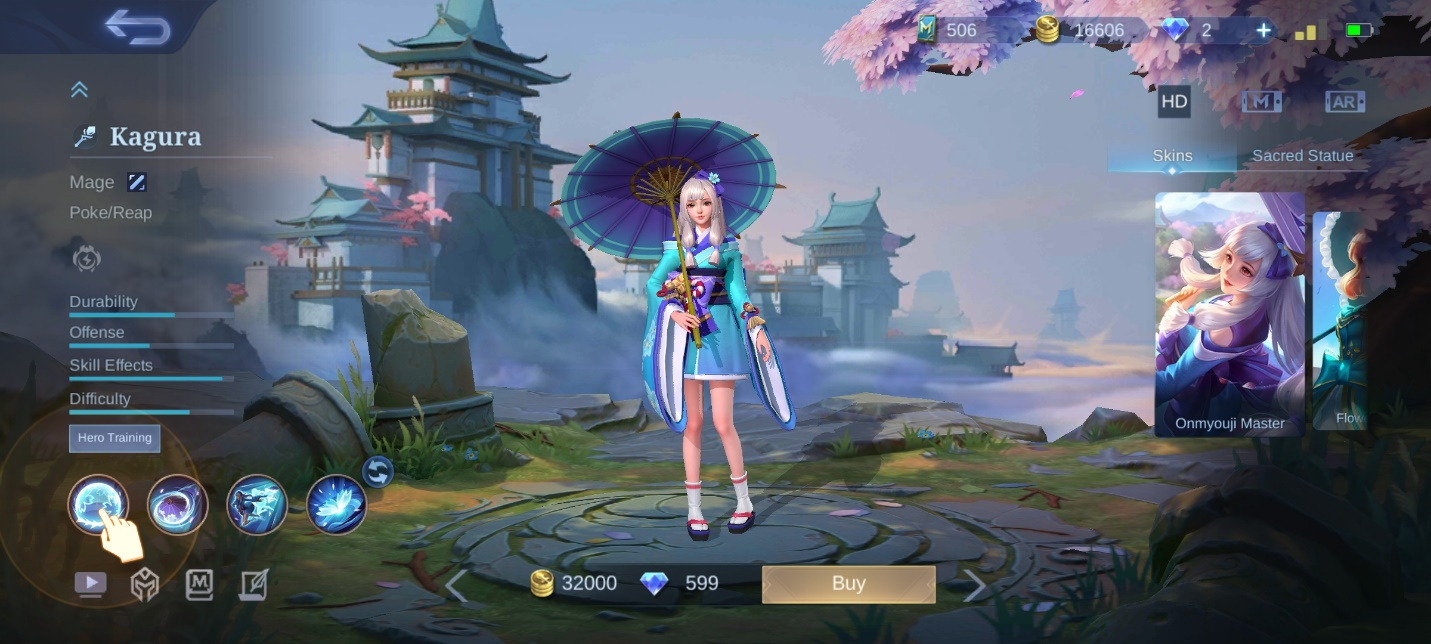 506
16606
2
HD
M
AR
Kagura
Mage
Poke/Reap
Skins
Sacred Statue
Durability
Offense
Skill Effects
Difficulty
Hero Training
Onmyouji Master
Flow
M
32000
599
Buy